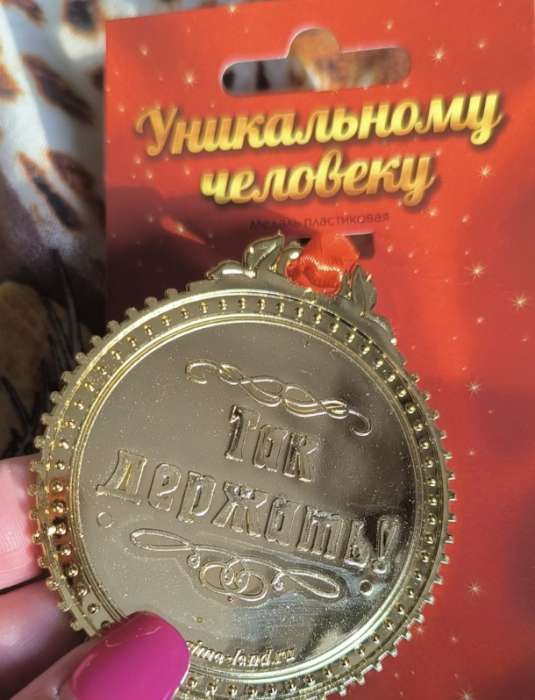 Уникальному
человеку
Медаль пластиковая
Так
держать!